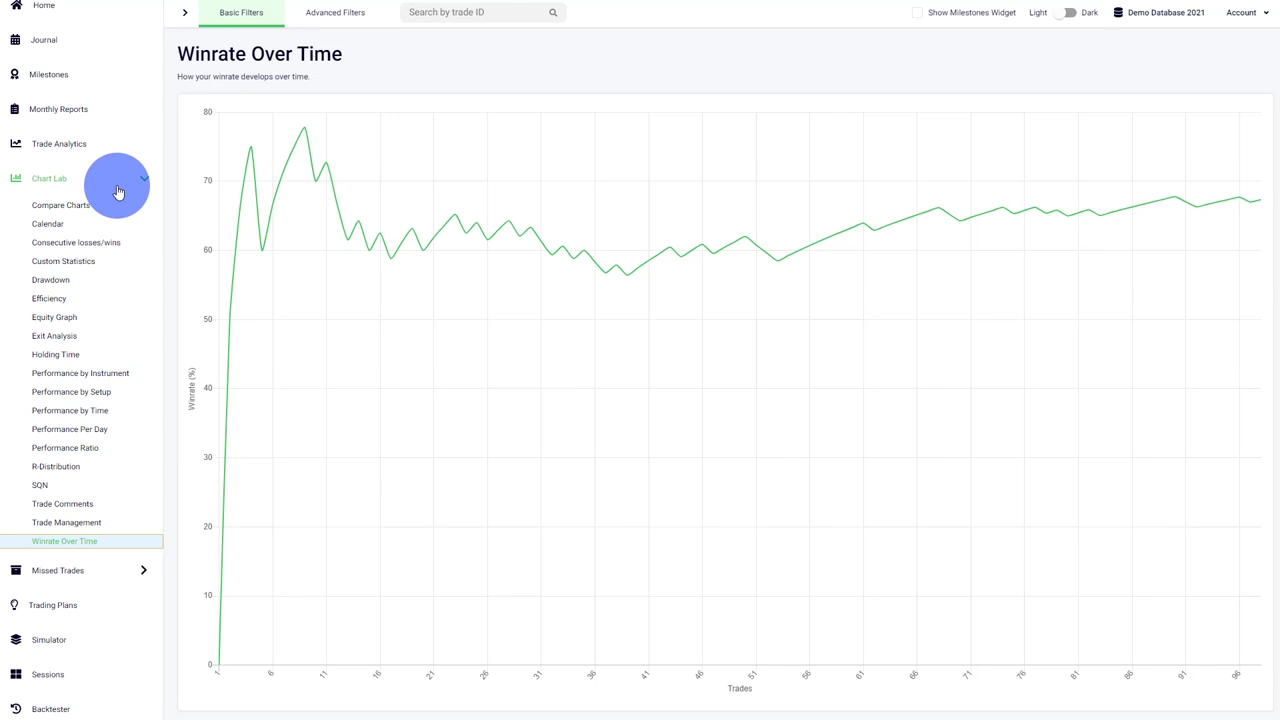 Home
Journal
Milestones
Monthly Reports
Trade Analytics
Chart Lab
Compare Charts
Calendar
Consecutive losses/wins
Custom Statistics
Drawdown
Efficiency
Equity Graph
Exit Analysis
Holding Time
Performance by Instrument
Performance by Setup
Performance by Time
Performance Per Day
Performance Ratio
R-Distribution
SQN
Trade Comments
Trade Management
Winrate Over Time
Missed Trades
Trading Plans
Simulator
Sessions
Backtester
Basic Filters Advanced Filters Search by trade ID Show Milestones Widget Light Dark Demo Database 2021 Account
Winrate Over Time
How your winrate develops over time.
80
70
60
50
40
30
20
10
0
Winrate (%)
1 6 11 16 21 26 31 36 41 46 51 56 61 66 71 76 81 86 91 96
Trades